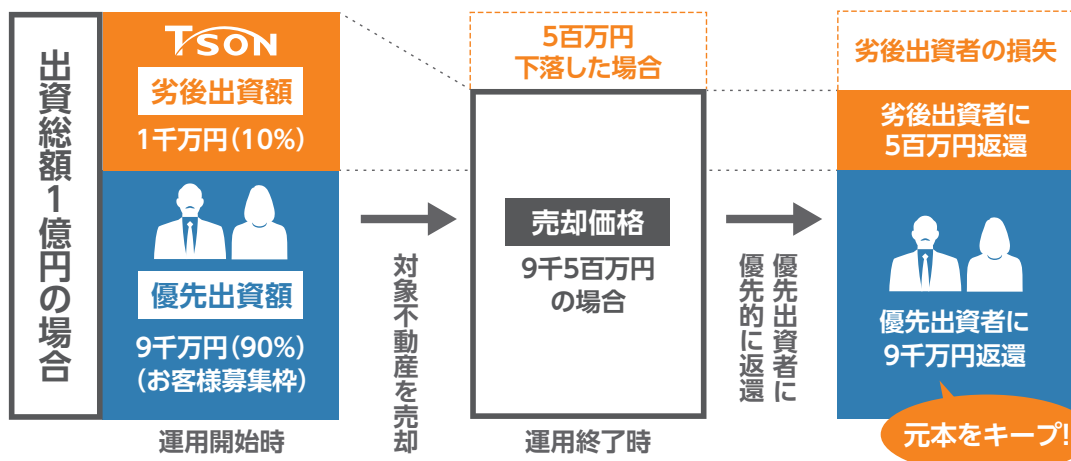 出資総額1億円の場合
TSON
劣後出資額
1千万円(10%)
優先出資額
9千万円(90%)
(お客様募集枠)
運用開始時
対象不動産を売却
5百万円
下落した場合
売却価格
9千5百万円
の場合
運用終了時
優先出資者に
優先的に返還
劣後出資者の損失
劣後出資者に
5百万円返還
優先出資者に
9千万円返還
元本をキープ!